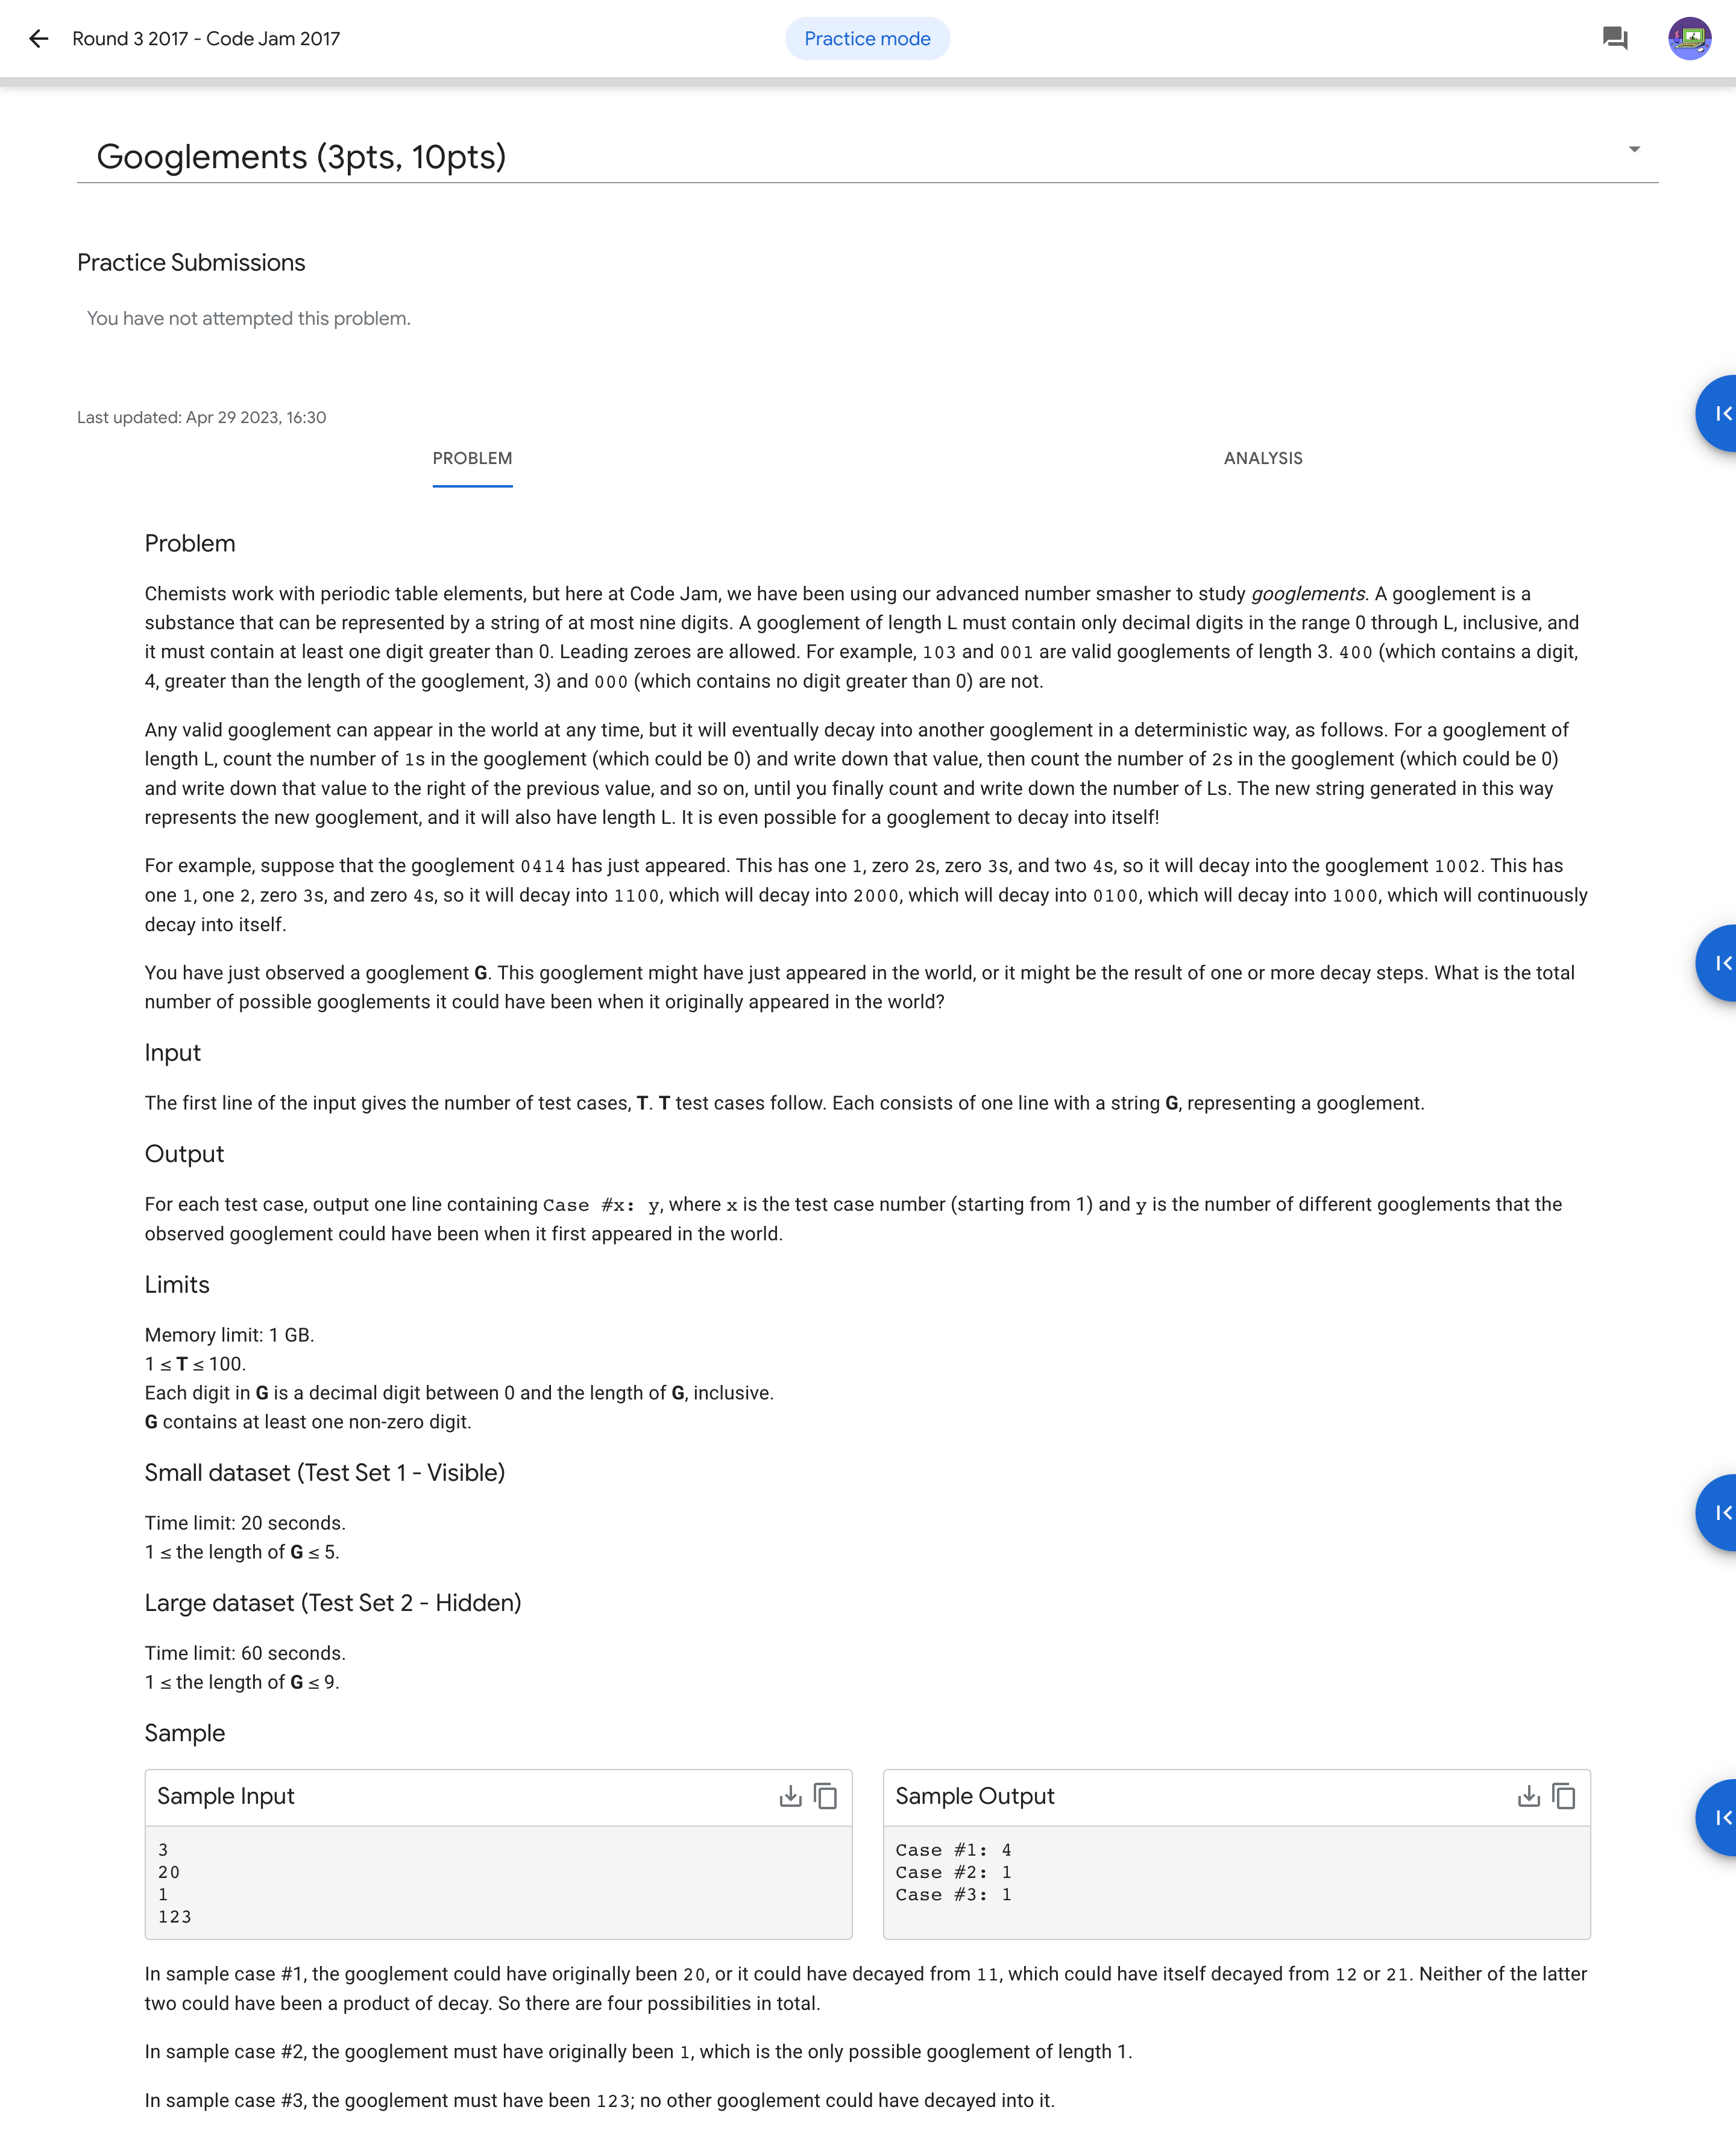 Round 3 2017 - Code Jam 2017
Practice mode
Googlements (3pts, 10pts)
Practice Submissions
You have not attempted this problem.
Last updated: Apr 29 2023, 16:30
PROBLEM
ANALYSIS
Problem
Chemists work with periodic table elements, but here at Code Jam, we have been using our advanced number smasher to study googlements. A googlement is a
substance that can be represented by a string of at most nine digits. A googlement of length L must contain only decimal digits in the range 0 through L, inclusive, and
it must contain at least one digit greater than 0. Leading zeroes are allowed. For example, 103 and 001 are valid googlements of length 3. 400 (which contains a digit,
4, greater than the length of the googlement, 3) and 000 (which contains no digit greater than 0) are not.
Any valid googlement can appear in the world at any time, but it will eventually decay into another googlement in a deterministic way, as follows. For a googlement of
length L, count the number of 1s in the googlement (which could be 0) and write down that value, then count the number of 2s in the googlement (which could be 0)
and write down that value to the right of the previous value, and so on, until you finally count and write down the number of Ls. The new string generated in this way
represents the new googlement, and it will also have length L. It is even possible for a googlement to decay into itself!
For example, suppose that the googlement 0414 has just appeared. This has one 1, zero 2s, zero 3s, and two 4s, so it will decay into the googlement 1002. This has
one 1, one 2, zero 3s, and zero 4s, so it will decay into 1100, which will decay into 2000, which will decay into 0100, which will decay into 1000, which will continuously
decay into itself.
You have just observed a googlement G. This googlement might have just appeared in the world, or it might be the result of one or more decay steps. What is the total
number of possible googlements it could have been when it originally appeared in the world?
Input
The first line of the input gives the number of test cases, T. T test cases follow. Each consists of one line with a string G, representing a googlement.
Output
For each test case, output one line containing Case #x: y, where x is the test case number (starting from 1) and y is the number of different googlements that the
observed googlement could have been when it first appeared in the world.
Limits
Memory limit: 1 GB.
1 ≤ T ≤ 100.
Each digit in G is a decimal digit between 0 and the length of G, inclusive.
G contains at least one non-zero digit.
Small dataset (Test Set 1 - Visible)
Time limit: 20 seconds.
1 ≤ the length of G ≤ 5.
Large dataset (Test Set 2 - Hidden)
Time limit: 60 seconds.
1 ≤ the length of G ≤ 9.
Sample
Sample Input
3
20
1
123
Sample Output
Case #1: 4
Case #2: 1
Case #3: 1
In sample case #1, the googlement could have originally been 20, or it could have decayed from 11, which could have itself decayed from 12 or 21. Neither of the latter
two could have been a product of decay. So there are four possibilities in total.
In sample case #2, the googlement must have originally been 1, which is the only possible googlement of length 1.
In sample case #3, the googlement must have been 123; no other googlement could have decayed into it.